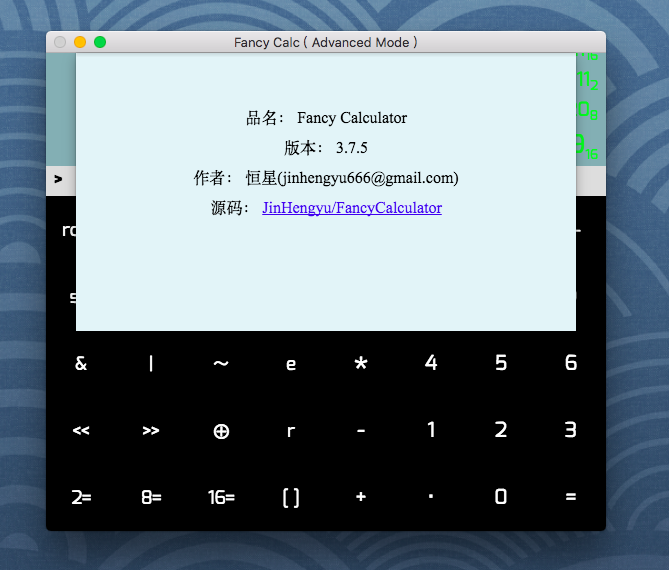 Fancy Calc ( Advanced Mode )
品名： Fancy Calculator
版本： 3.7.5
作者： 恒星(jinhengyu666@gmail.com)
源码： JinHengyu/FancyCalculator
>
& | ~ e * 4 5 6
<< >> ⊕ r - 1 2 3
2= 8= 16= [ ] + . 0 =